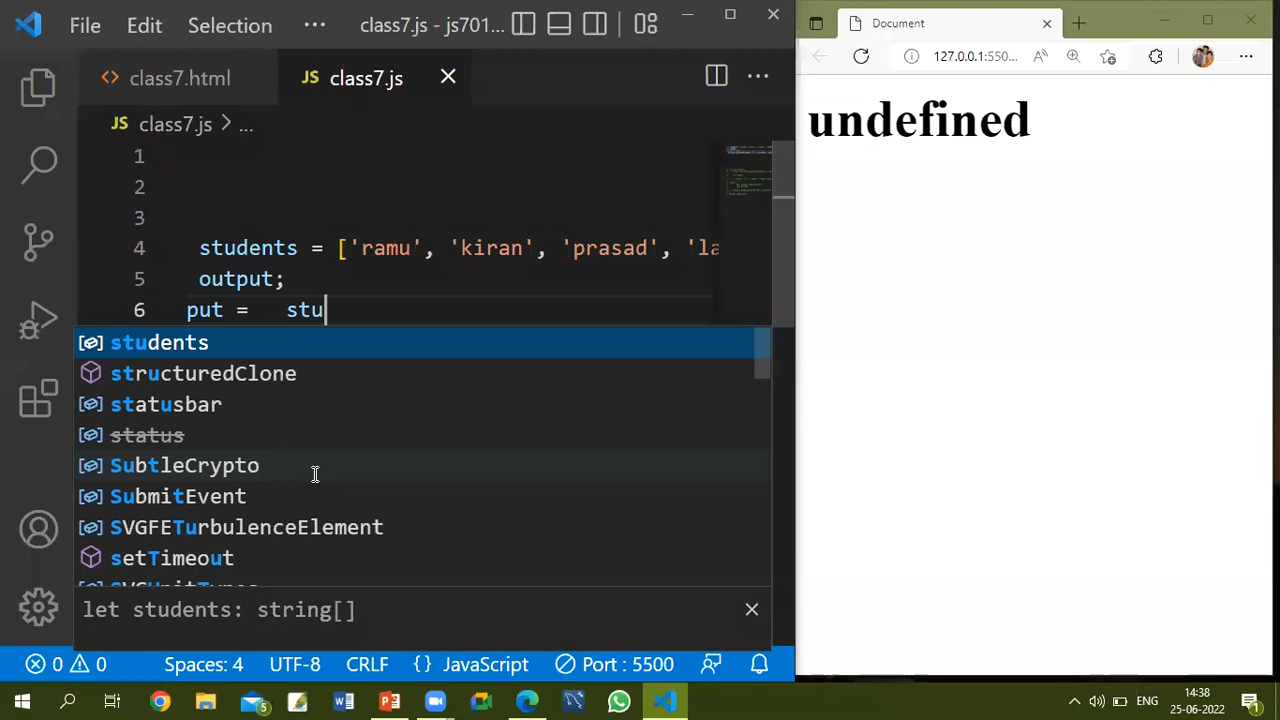 File Edit Selection ··· class7.js - js701...
class7.html JS class7.js
JS class7.js > ...
1
2
3
4 students = ['ramu', 'kiran', 'prasad', 'la
5 output;
6 put = stu
students
structuredClone
statusbar
status
SubtleCrypto
SubmitEvent
SVGFETurbulenceElement
setTimeout
SVGUnitTypes
let students: string[]
0 0 Spaces: 4 UTF-8 CRLF {} JavaScript Port : 5500
Document
127.0.0.1:550...
undefined
5 ENG 14:38
25-06-2022 1